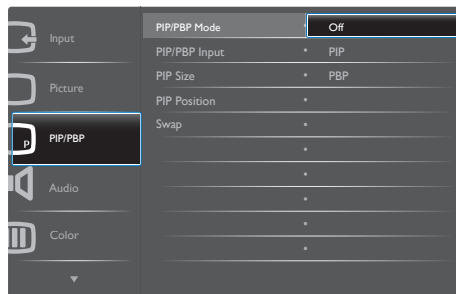 Input
Picture
PIP/PBP
Audio
Color
PIP/PBP Mode
PIP/PBP Input
PIP Size
PIP Position
Swap
Off
PIP
PBP
P